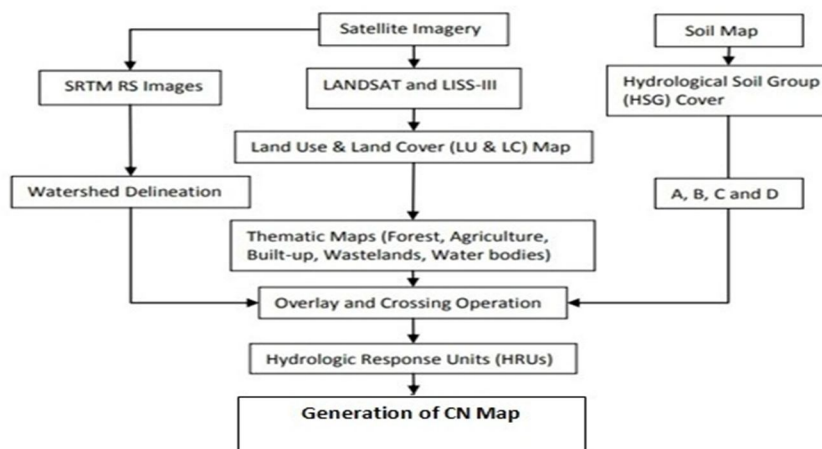 Satellite Imagery
Soil Map
SRTM RS Images
LANDSAT and LISS-III
Hydrological Soil Group
(HSG) Cover
Land Use & Land Cover (LU & LC) Map
Watershed Delineation
A, B, C and D
Thematic Maps (Forest, Agriculture,
Built-up, Wastelands, Water bodies)
Overlay and Crossing Operation
Hydrologic Response Units (HRUs)
Generation of CN Map